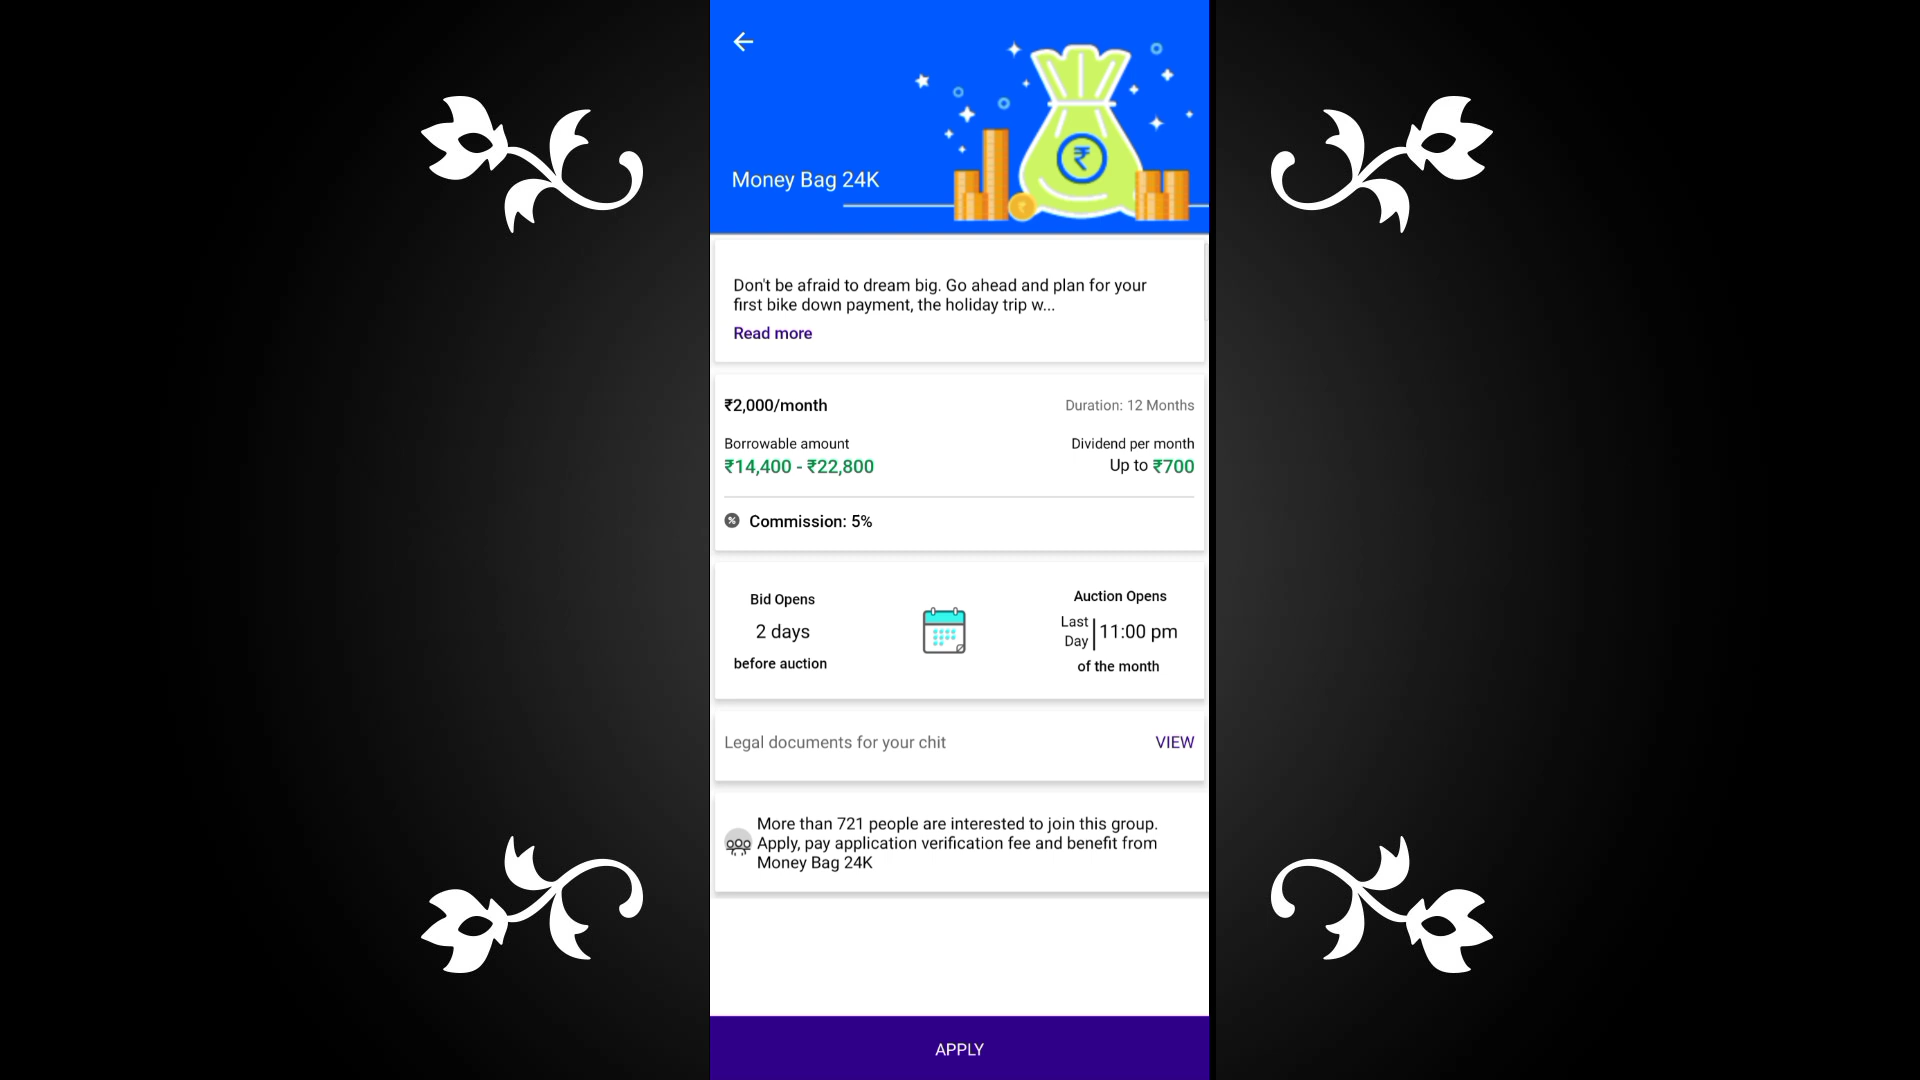 Money Bag 24K
Don't be afraid to dream big. Go ahead and plan for your
first bike down payment, the holiday trip w...
Read more
₹2,000/month
Duration: 12 Months
Borrowable amount
₹14,400 - ₹22,800
Dividend per month
Up to ₹700
Commission: 5%
Bid Opens
2 days
before auction
Auction Opens
Last
Day
11:00 pm
of the month
Legal documents for your chit
VIEW
More than 721 people are interested to join this group.
Apply, pay application verification fee and benefit from
Money Bag 24K
APPLY